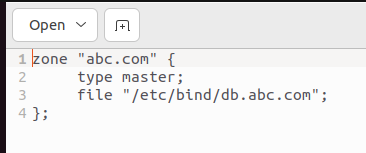 Open
1 zone "abc.com" {
2 type master;
3 file "/etc/bind/db.abc.com";
4 };